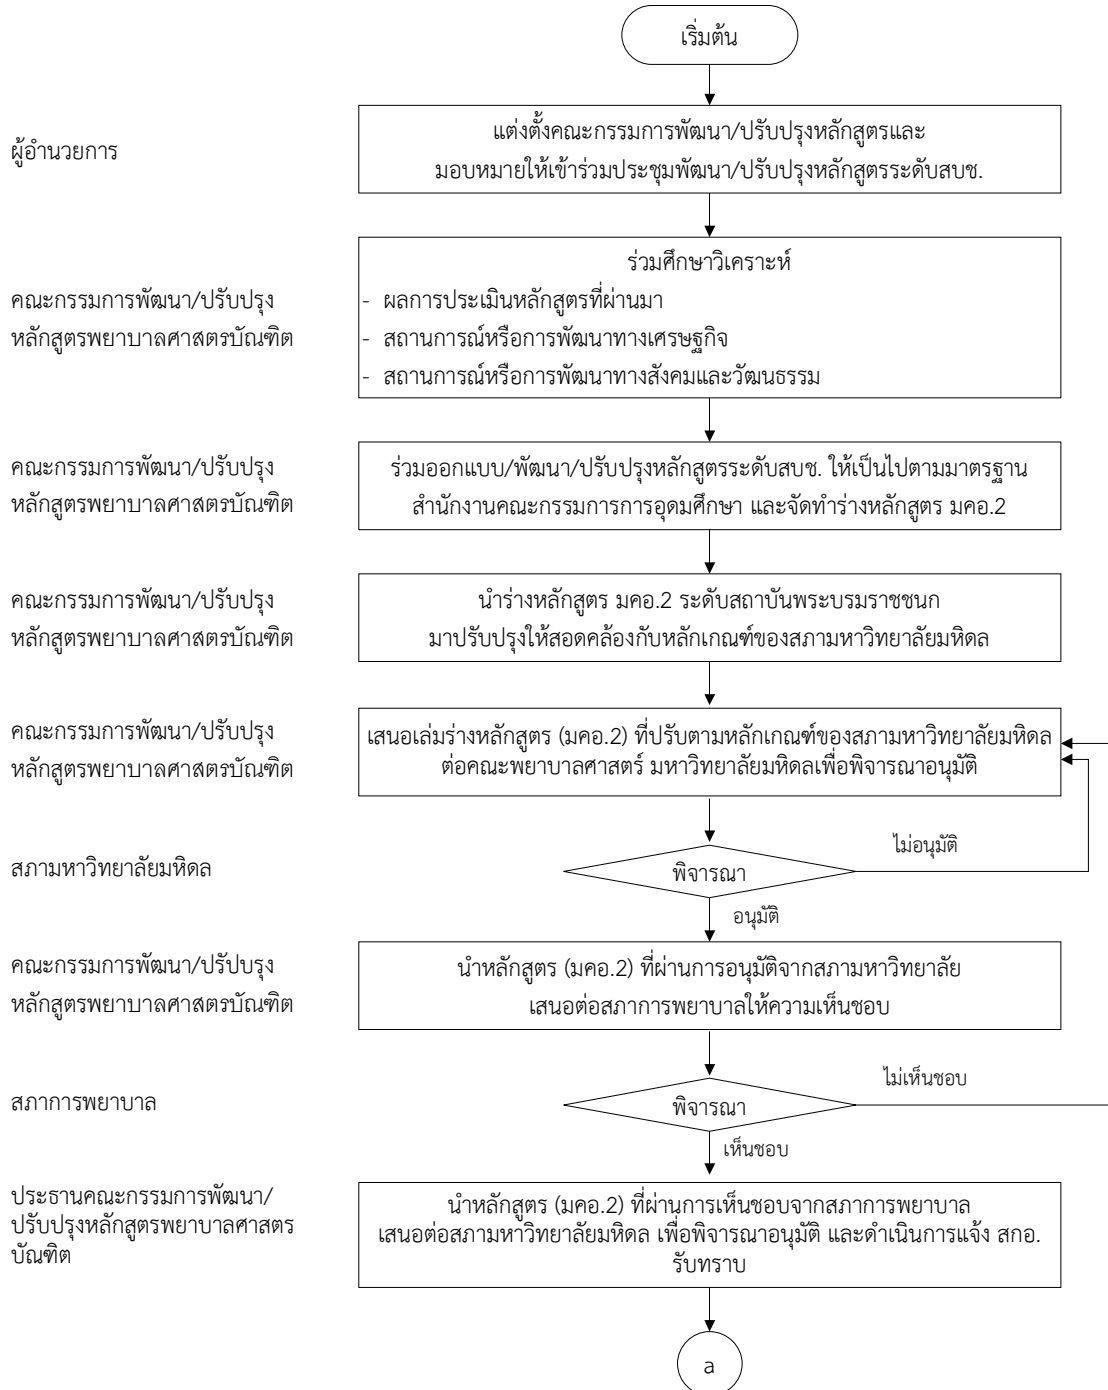 เริ่มต้น
ผู้อำนวยการ
แต่งตั้งคณะกรรมการพัฒนา/ปรับปรุงหลักสูตรและ
มอบหมายให้เข้าร่วมประชุมพัฒนา/ปรับปรุงหลักสูตรระดับสบช.
คณะกรรมการพัฒนา/ปรับปรุง
หลักสูตรพยาบาลศาสตรบัณฑิต
ร่วมศึกษาวิเคราะห์
- ผลการประเมินหลักสูตรที่ผ่านมา
- สถานการณ์หรือการพัฒนาทางเศรษฐกิจ
- สถานการณ์หรือการพัฒนาทางสังคมและวัฒนธรรม
คณะกรรมการพัฒนา/ปรับปรุง
หลักสูตรพยาบาลศาสตรบัณฑิต
ร่วมออกแบบ/พัฒนา/ปรับปรุงหลักสูตรระดับสบช. ให้เป็นไปตามมาตรฐาน
สำนักงานคณะกรรมการการอุดมศึกษา และจัดทำร่างหลักสูตร มคอ.2
คณะกรรมการพัฒนา/ปรับปรุง
หลักสูตรพยาบาลศาสตรบัณฑิต
นำร่างหลักสูตร มคอ.2 ระดับสถาบันพระบรมราชชนก
มาปรับปรุงให้สอดคล้องกับหลักเกณฑ์ของสภามหาวิทยาลัยมหิดล
คณะกรรมการพัฒนา/ปรับปรุง
หลักสูตรพยาบาลศาสตรบัณฑิต
เสนอเล่มร่างหลักสูตร (มคอ.2) ที่ปรับตามหลักเกณฑ์ของสภามหาวิทยาลัยมหิดล
ต่อคณะพยาบาลศาสตร์ มหาวิทยาลัยมหิดลเพื่อพิจารณาอนุมัติ
สภามหาวิทยาลัยมหิดล
พิจารณา
ไม่อนุมัติ
อนุมัติ
คณะกรรมการพัฒนา/ปรัปบรุง
หลักสูตรพยาบาลศาสตรบัณฑิต
นำหลักสูตร (มคอ.2) ที่ผ่านการอนุมัติจากสภามหาวิทยาลัย
เสนอต่อสภาการพยาบาลให้ความเห็นชอบ
สภาการพยาบาล
พิจารณา
ไม่เห็นชอบ
เห็นชอบ
ประธานคณะกรรมการพัฒนา/
ปรับปรุงหลักสูตรพยาบาลศาสตร
บัณฑิต
นำหลักสูตร (มคอ.2) ที่ผ่านการเห็นชอบจากสภาการพยาบาล
เสนอต่อสภามหาวิทยาลัยมหิดล เพื่อพิจารณาอนุมัติ และดำเนินการแจ้ง สกอ.
รับทราบ
a